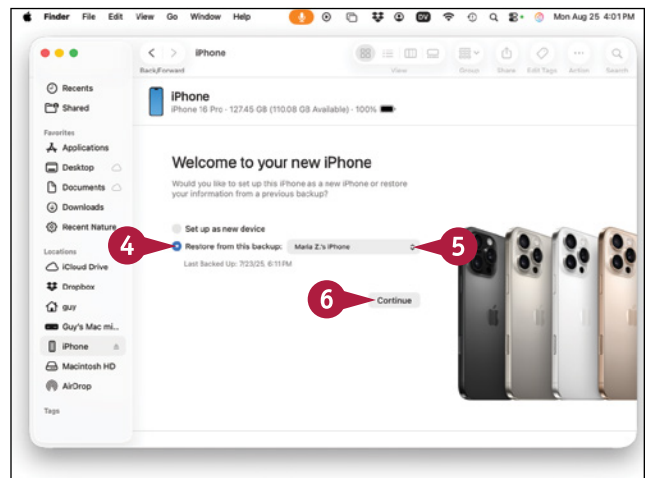 Finder File Edit View Go Window Help DV Mon Aug 25 4:01 PM
iPhone
Back/Forward View Group Share Edit Tags Action Search
Recents
Shared
Favorites
Applications
Desktop
Documents
Downloads
Recent Nature
Locations
iCloud Drive
Dropbox
guy
Guy's Mac mi...
iPhone
Macintosh HD
AirDrop
Tags
iPhone
iPhone 16 Pro - 127.45 GB (110.08 GB Available) - 100%
Welcome to your new iPhone
Would you like to set up this iPhone as a new iPhone or restore
your information from a previous backup?
Set up as new device
4 Restore from this backup: Maria Z.'s iPhone 5
Last Backed Up: 7/23/25, 6:11 PM
6 Continue